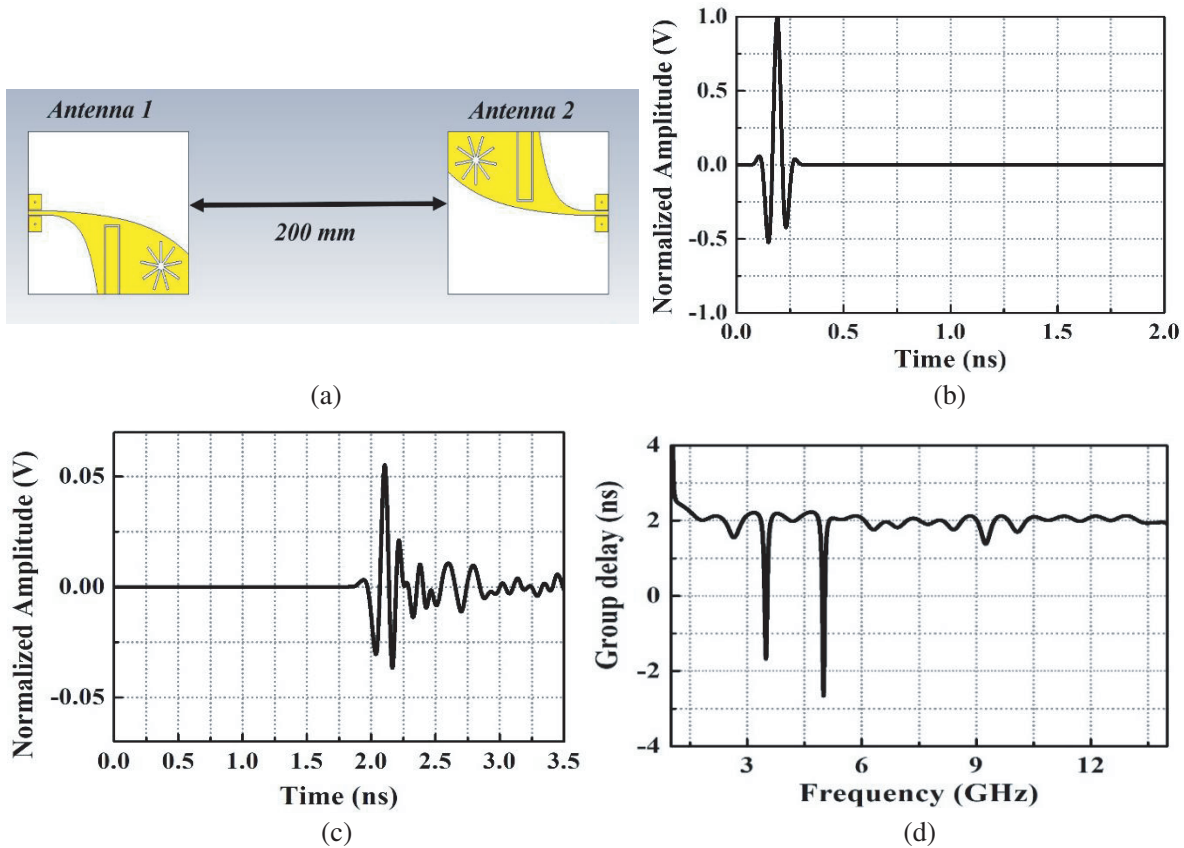 Antenna 1
Antenna 2
200 mm
(a)
Normalized Amplitude (V)
1.0
0.5
0.0
-0.5
-1.0
0.0 0.5 1.0 1.5 2.0
Time (ns)
(b)
Normalized Amplitude (V)
0.05
0.00
-0.05
0.0 0.5 1.0 1.5 2.0 2.5 3.0 3.5
Time (ns)
(c)
Group delay (ns)
4
2
0
-2
-4
3 6 9 12
Frequency (GHz)
(d)